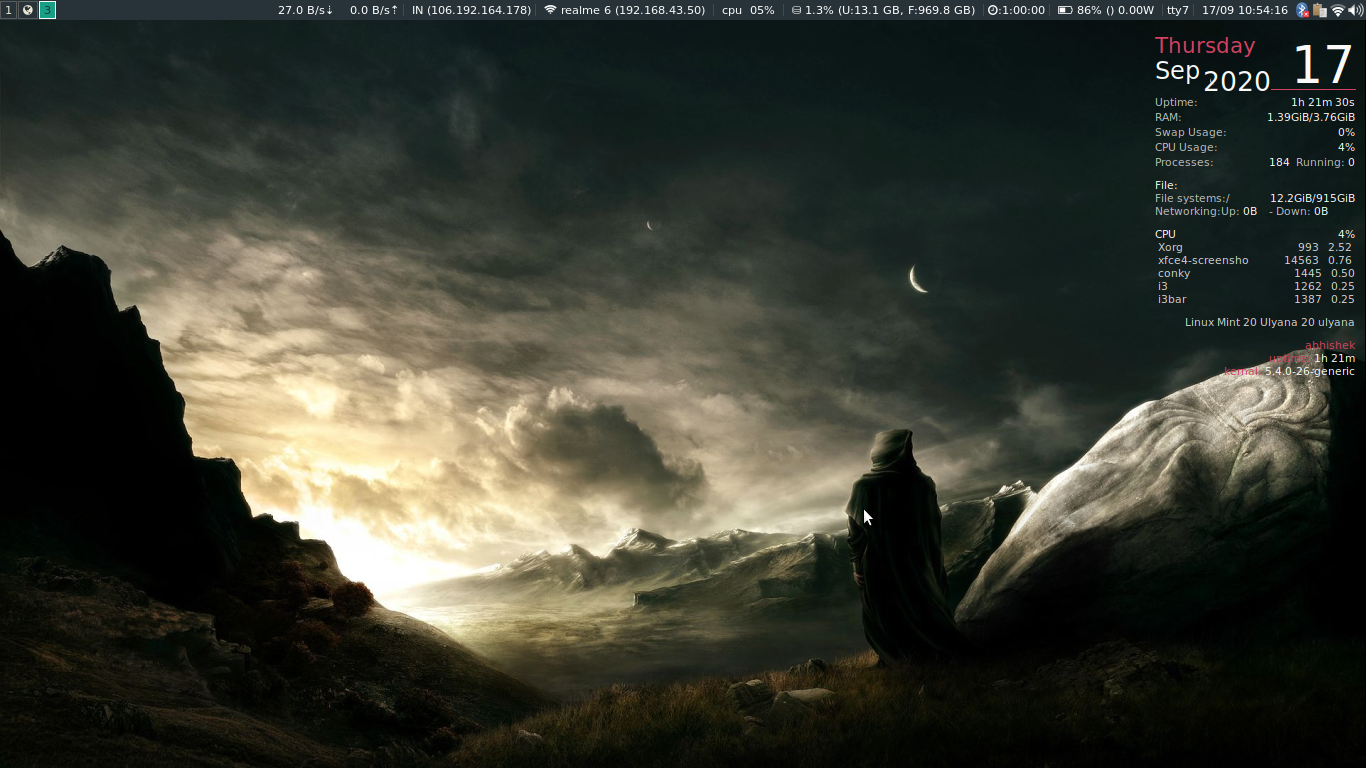 1 3 27.0 B/s↓ 0.0 B/s↑ IN (106.192.164.178) realme 6 (192.168.43.50) cpu 05% 1.3% (U:13.1 GB, F:969.8 GB) 1:00:00 86% () 0.00W tty7 17/09 10:54:16
Thursday
Sep 2020 17
Uptime: 1h 21m 30s
RAM: 1.39GiB/3.76GiB
Swap Usage: 0%
CPU Usage: 4%
Processes: 184 Running: 0
File:
File systems:/ 12.2GiB/915GiB
Networking:Up: 0B - Down: 0B
CPU 4%
Xorg 993 2.52
xfce4-screensho 14563 0.76
conky 1445 0.50
i3 1262 0.25
i3bar 1387 0.25
Linux Mint 20 Ulyana 20 ulyana
abhishek
uptime: 1h 21m
kernal: 5.4.0-26-generic